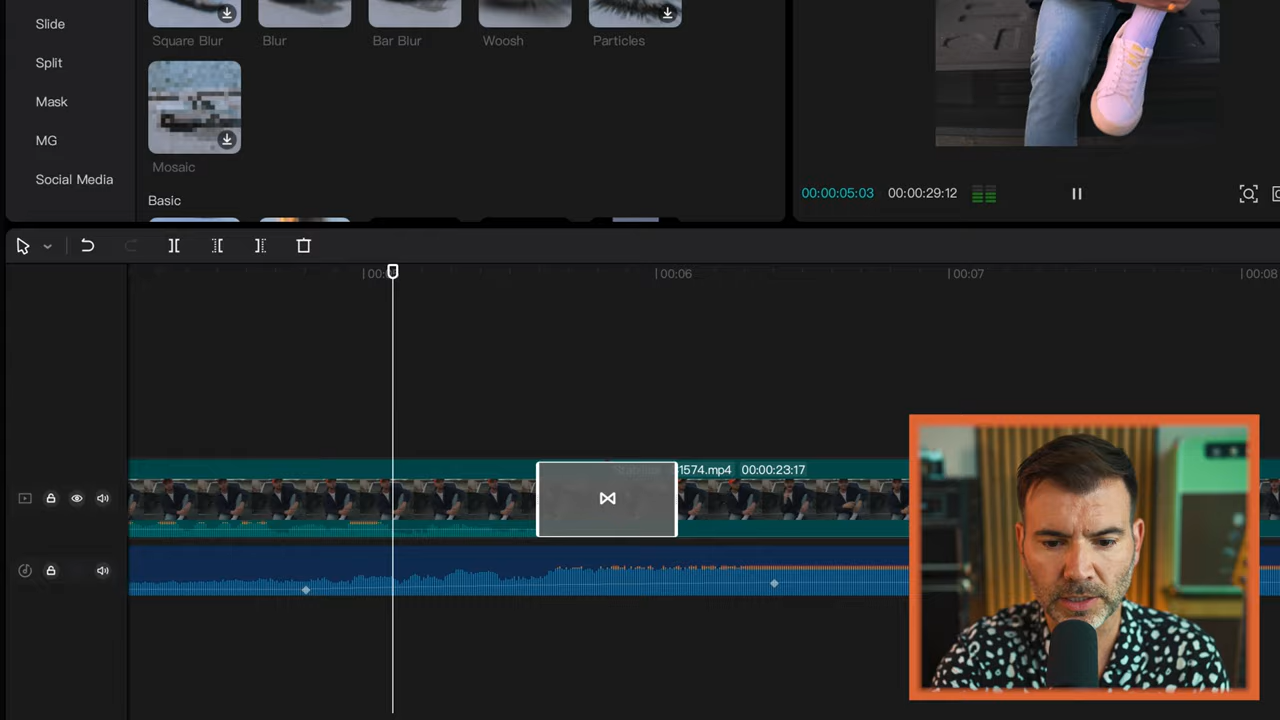 Slide
Split
Mask
MG
Social Media
Square Blur
Blur
Bar Blur
Woosh
Particles
Mosaic
Basic
00:00:05:03
00:00:29:12
00:06
00:07
00:08
1574.mp4 00:00:23:17